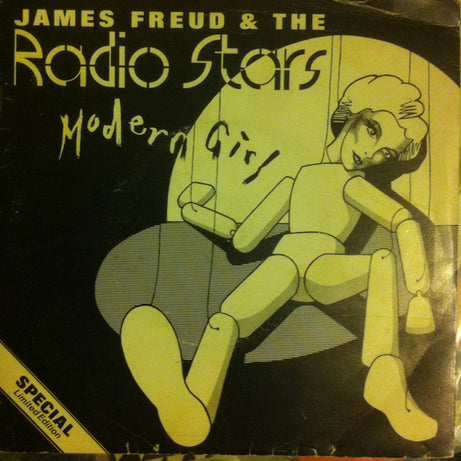 JAMES FREUD & THE
Radio Stars
Modern Girl
SPECIAL
Limited Edition